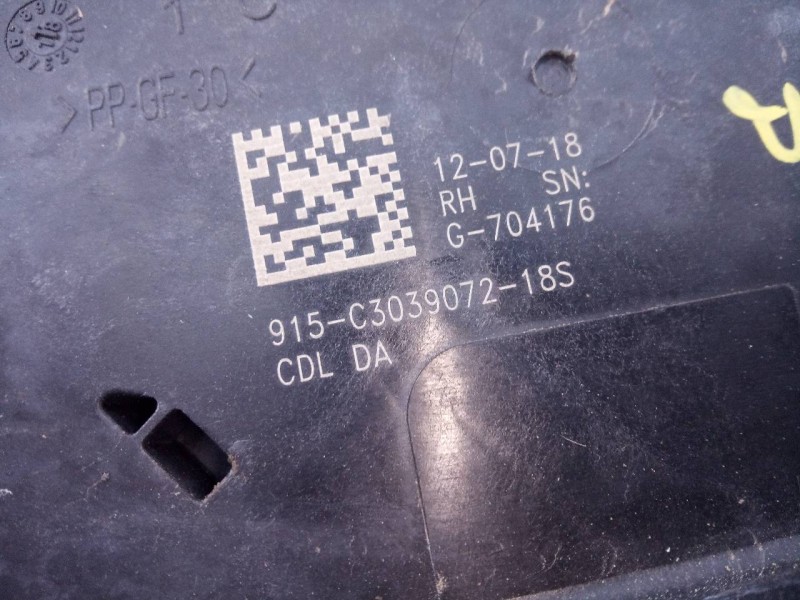 >PP-GF-30<
12-07-18
RH SN:
G-704176
915-C3039072-18S
CDL DA